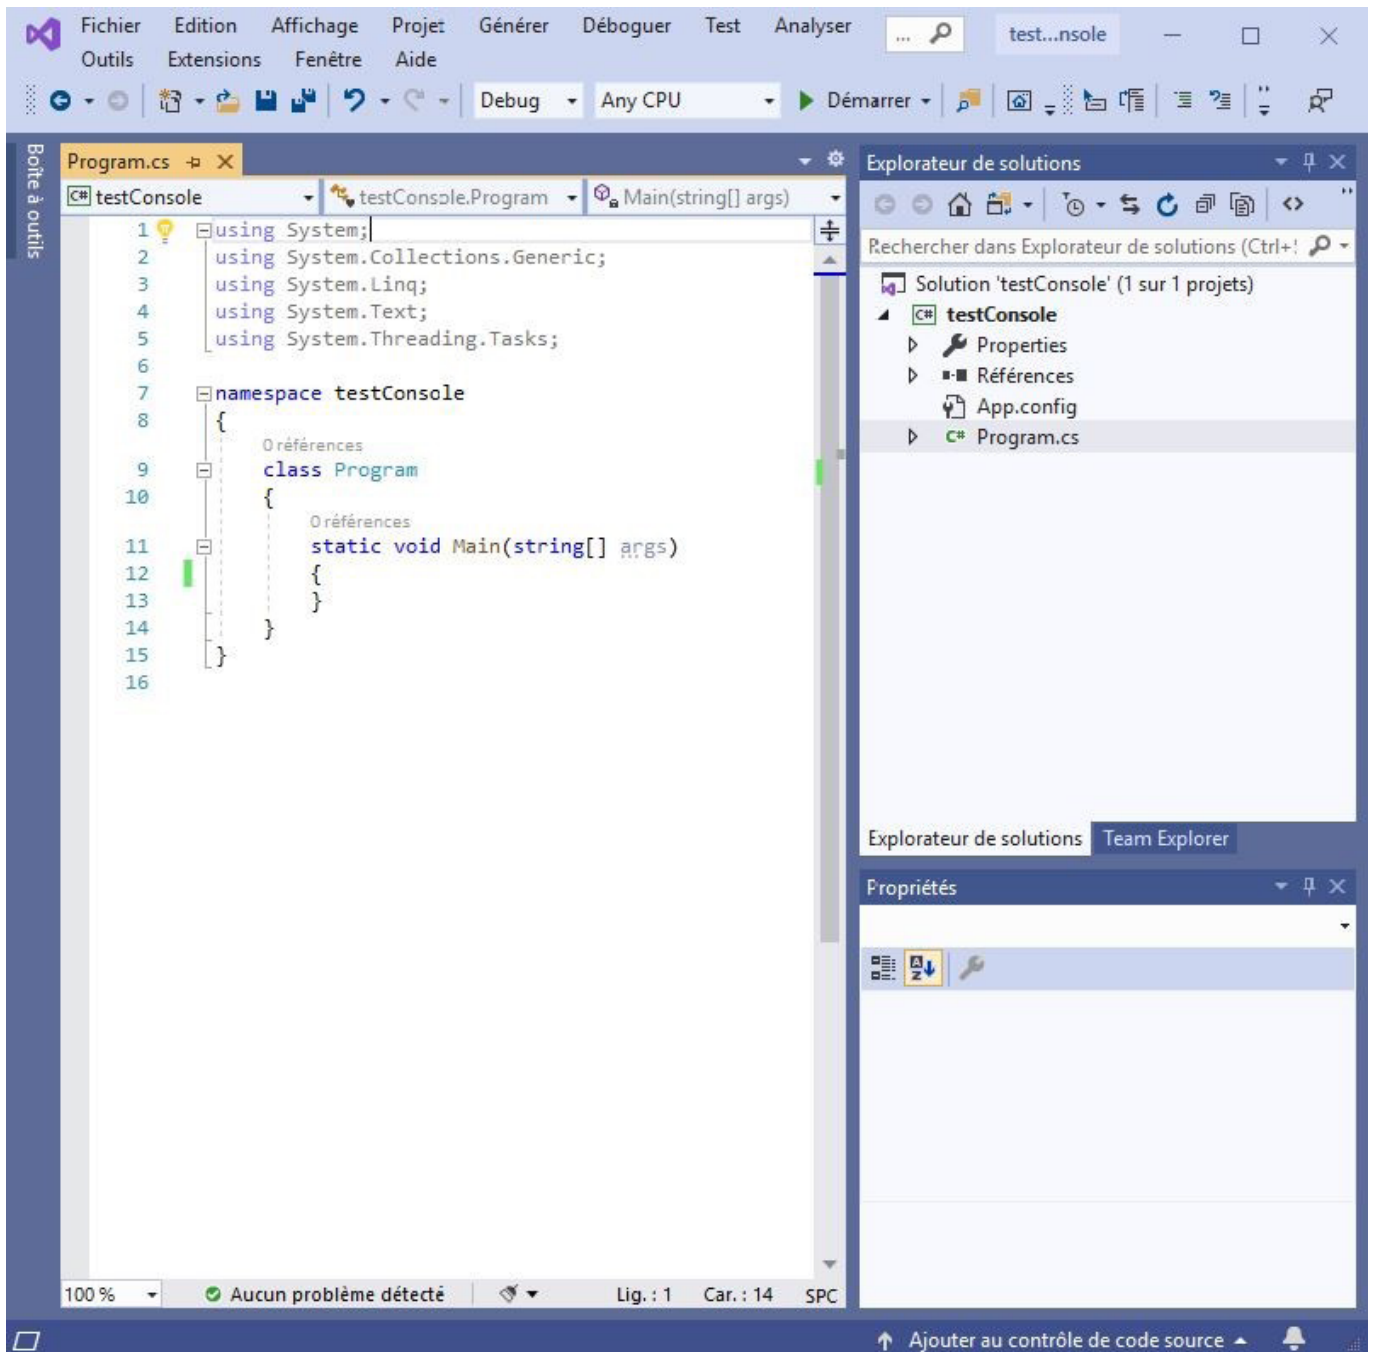 Fichier Edition Affichage Projet Générer Déboguer Test Analyser ... test...nsole
Outils Extensions Fenêtre Aide
Debug Any CPU Démarrer
Boîte à outils
Program.cs
testConsole testConsole.Program Main(string[] args)
1 using System;
2 using System.Collections.Generic;
3 using System.Linq;
4 using System.Text;
5 using System.Threading.Tasks;
6
7 namespace testConsole
8 {
0 références
9 class Program
10 {
0 références
11 static void Main(string[] args)
12 {
13 }
14 }
15 }
16
100 % Aucun problème détecté Lig. : 1 Car. : 14 SPC
Explorateur de solutions
Rechercher dans Explorateur de solutions (Ctrl+!
Solution 'testConsole' (1 sur 1 projets)
C# testConsole
Properties
Références
App.config
C# Program.cs
Explorateur de solutions Team Explorer
Propriétés
Ajouter au contrôle de code source